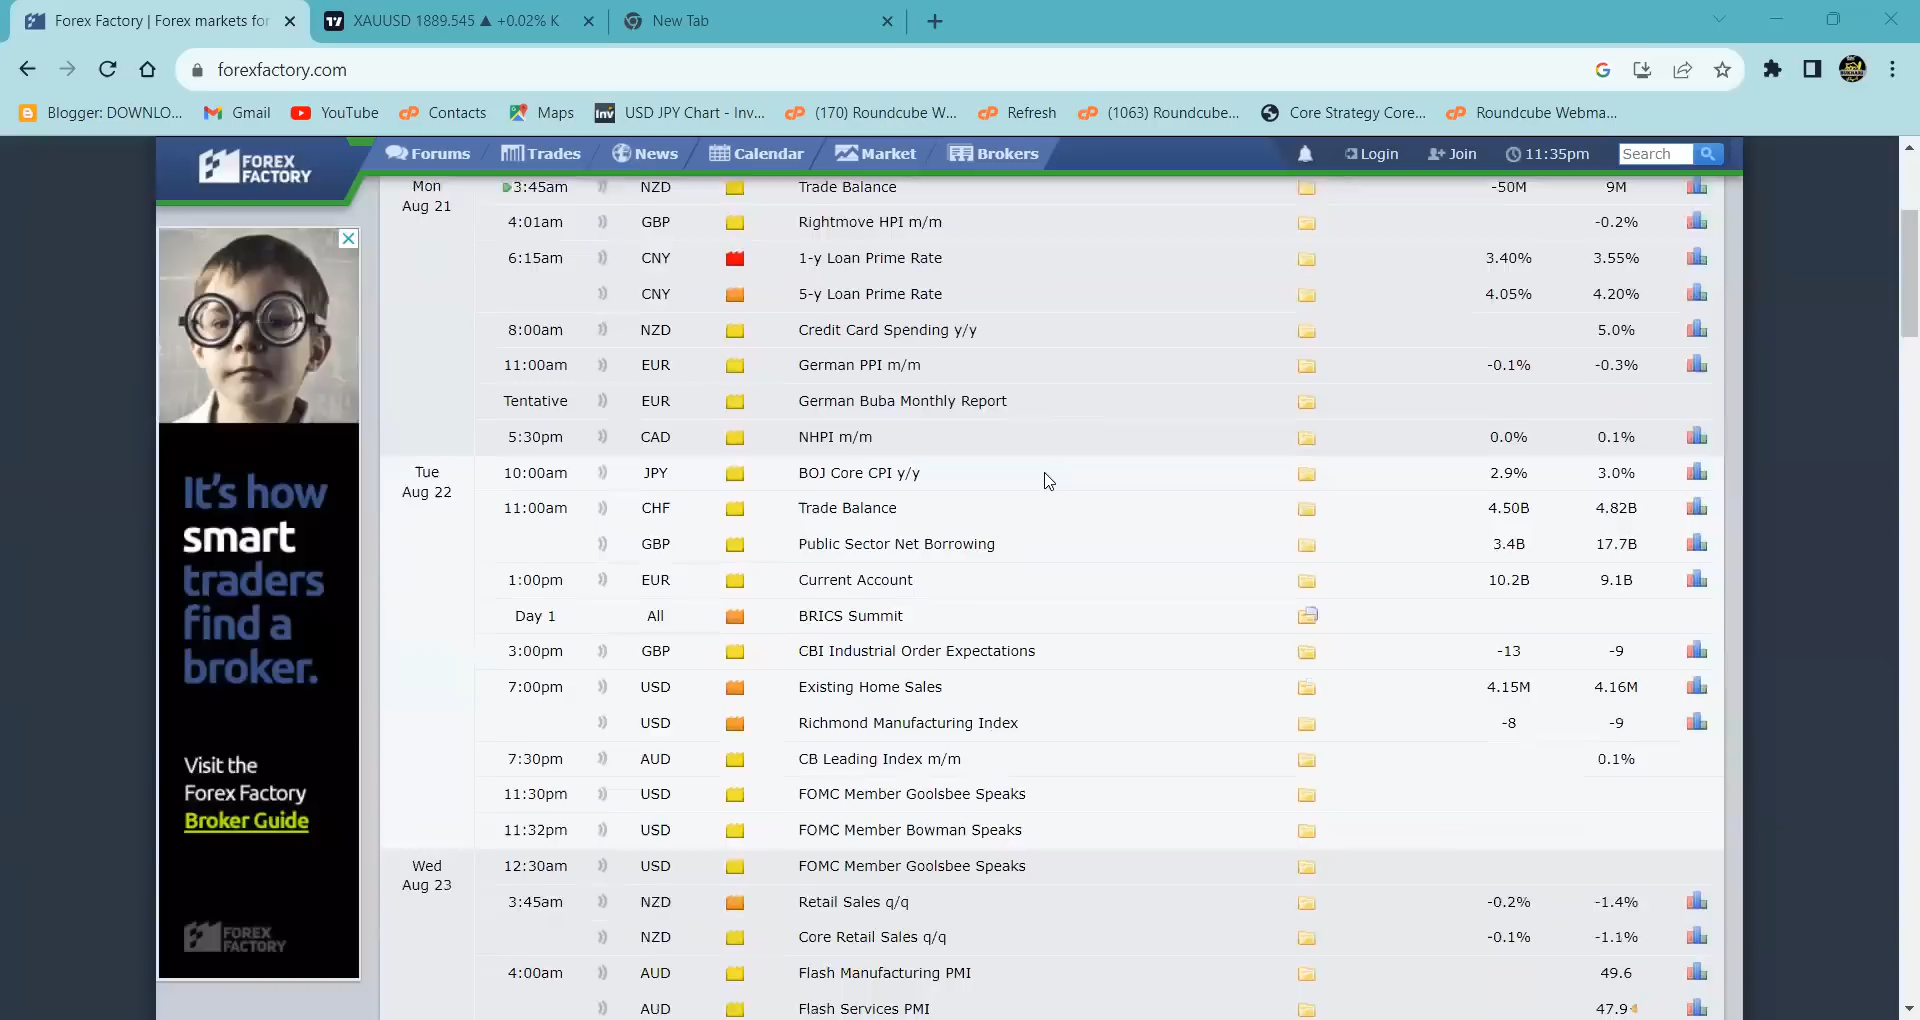 Forex Factory | Forex markets for
XAUUSD 1889.545 ▲ +0.02% K
New Tab
forexfactory.com
Blogger: DOWNLO...
Gmail
YouTube
Contacts
Maps
Inv
USD JPY Chart - Inv...
(170) Roundcube W...
Refresh
(1063) Roundcube...
Core Strategy Core...
Roundcube Webma...
FOREX FACTORY
Forums
Trades
News
Calendar
Market
Brokers
Login
Join
11:35pm
Search
Mon Aug 21
3:45am NZD Trade Balance -50M 9M
4:01am GBP Rightmove HPI m/m -0.2%
6:15am CNY 1-y Loan Prime Rate 3.40% 3.55%
CNY 5-y Loan Prime Rate 4.05% 4.20%
8:00am NZD Credit Card Spending y/y 5.0%
11:00am EUR German PPI m/m -0.1% -0.3%
Tentative EUR German Buba Monthly Report
5:30pm CAD NHPI m/m 0.0% 0.1%
Tue Aug 22
10:00am JPY BOJ Core CPI y/y 2.9% 3.0%
11:00am CHF Trade Balance 4.50B 4.82B
GBP Public Sector Net Borrowing 3.4B 17.7B
1:00pm EUR Current Account 10.2B 9.1B
Day 1 All BRICS Summit
3:00pm GBP CBI Industrial Order Expectations -13 -9
7:00pm USD Existing Home Sales 4.15M 4.16M
USD Richmond Manufacturing Index -8 -9
7:30pm AUD CB Leading Index m/m 0.1%
11:30pm USD FOMC Member Goolsbee Speaks
11:32pm USD FOMC Member Bowman Speaks
Wed Aug 23
12:30am USD FOMC Member Goolsbee Speaks
3:45am NZD Retail Sales q/q -0.2% -1.4%
NZD Core Retail Sales q/q -0.1% -1.1%
4:00am AUD Flash Manufacturing PMI 49.6
AUD Flash Services PMI 47.9
It's how
smart
traders
find a
broker.
Visit the
Forex Factory
Broker Guide
FOREX
FACTORY